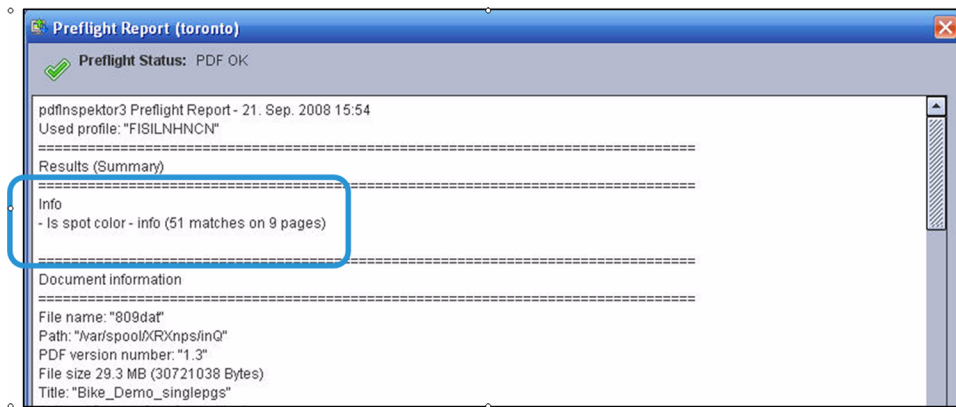 Preflight Report (toronto)
Preflight Status: PDF OK
pdfInspektor3 Preflight Report - 21. Sep. 2008 15:54
Used profile: "FISILNHNCN"
================================================================================
Results (Summary)
================================================================================
Info
- Is spot color - info (51 matches on 9 pages)
================================================================================
Document information
================================================================================
File name: "809dat"
Path: "/var/spool/XRXnps/inQ"
PDF version number: "1.3"
File size 29.3 MB (30721038 Bytes)
Title: "Bike_Demo_singlepgs"